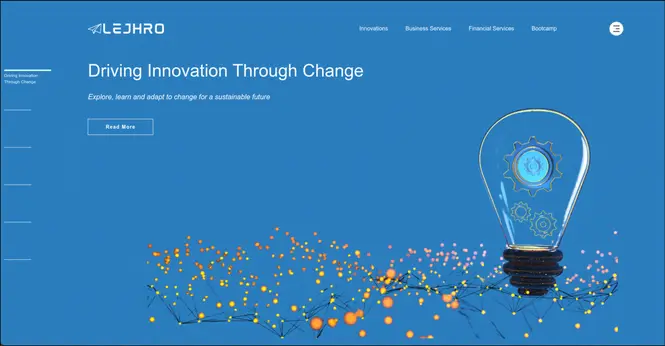 LEJHRO
Innovations
Business Services
Financial Services
Bootcamp
Driving Innovation
Through Change
Driving Innovation Through Change
Explore, learn and adapt to change for a sustainable future
Read More